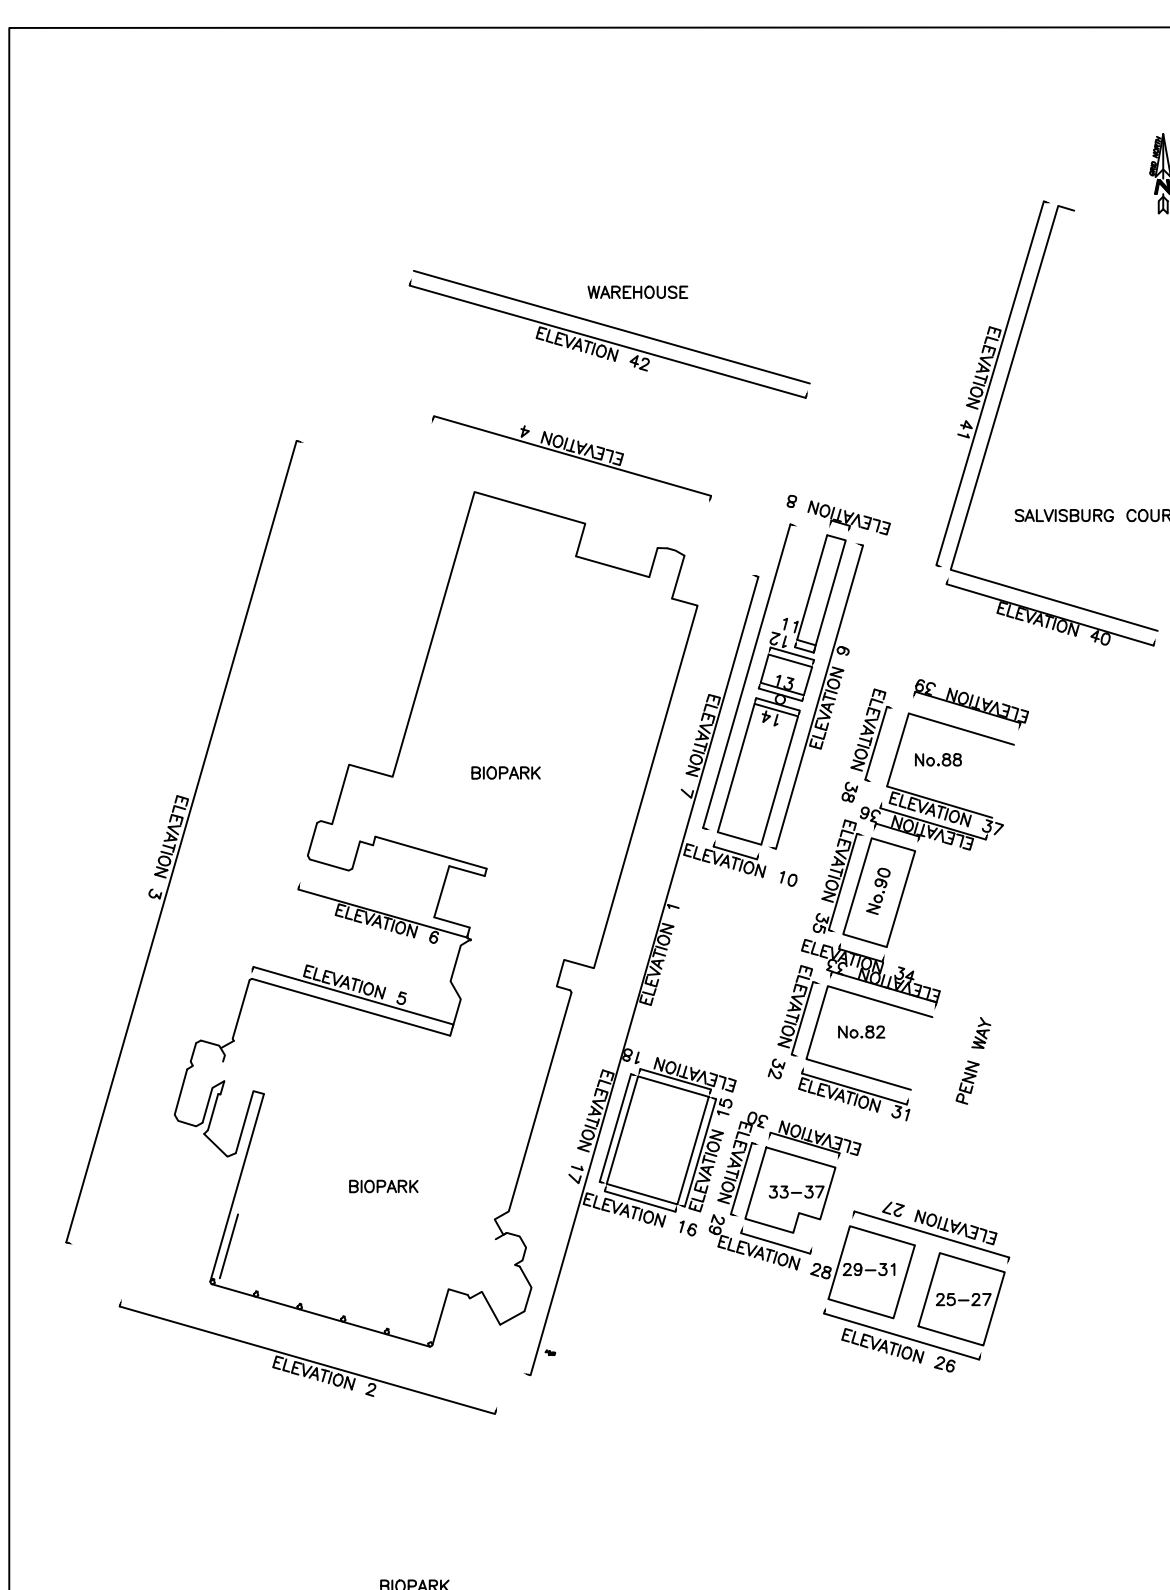 GRID NORTH
N
WAREHOUSE
ELEVATION 42
ELEVATION 41
ELEVATION 4
SALVISBURG COUR
ELEVATION 8
ELEVATION 40
11
12
ELEVATION 9
13
14
ELEVATION 7
ELEVATION 39
No.88
ELEVATION 38
ELEVATION 37
ELEVATION 36
BIOPARK
ELEVATION 3
ELEVATION 10
No.90
ELEVATION 35
ELEVATION 34
ELEVATION 6
ELEVATION 1
ELEVATION 5
ELEVATION 33
No.82
ELEVATION 32
PENN WAY
ELEVATION 31
ELEVATION 18
ELEVATION 17
ELEVATION 15
ELEVATION 16
ELEVATION 30
33-37
ELEVATION 29
ELEVATION 28
BIOPARK
ELEVATION 27
29-31
25-27
ELEVATION 26
ELEVATION 2
BIOPARK